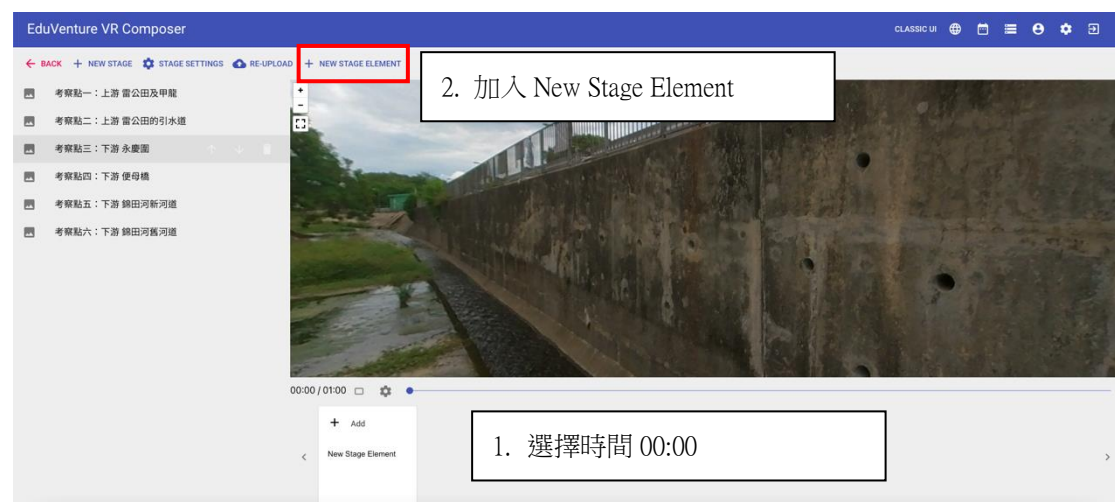 EduVenture VR Composer
CLASSIC UI
BACK
NEW STAGE
STAGE SETTINGS
RE-UPLOAD
NEW STAGE ELEMENT
2. 加入 New Stage Element
考察點一：上游 雷公田及甲龍
考察點二：上游 雷公田的引水道
考察點三：下游 永慶圍
考察點四：下游 便母橋
考察點五：下游 錦田河新河道
考察點六：下游 錦田河舊河道
00:00 / 01:00
Add
New Stage Element
1. 選擇時間 00:00